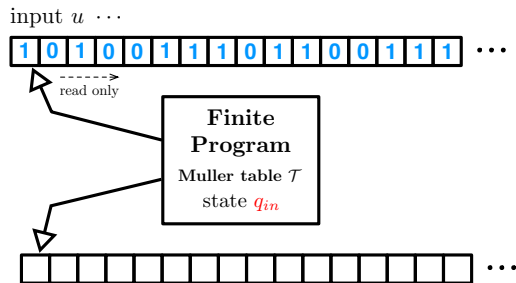 input u ...
1 0 1 0 0 1 1 1 0 1 1 0 0 1 1 ...
read only
Finite
Program
Muller table 𝒯
state q_in
...